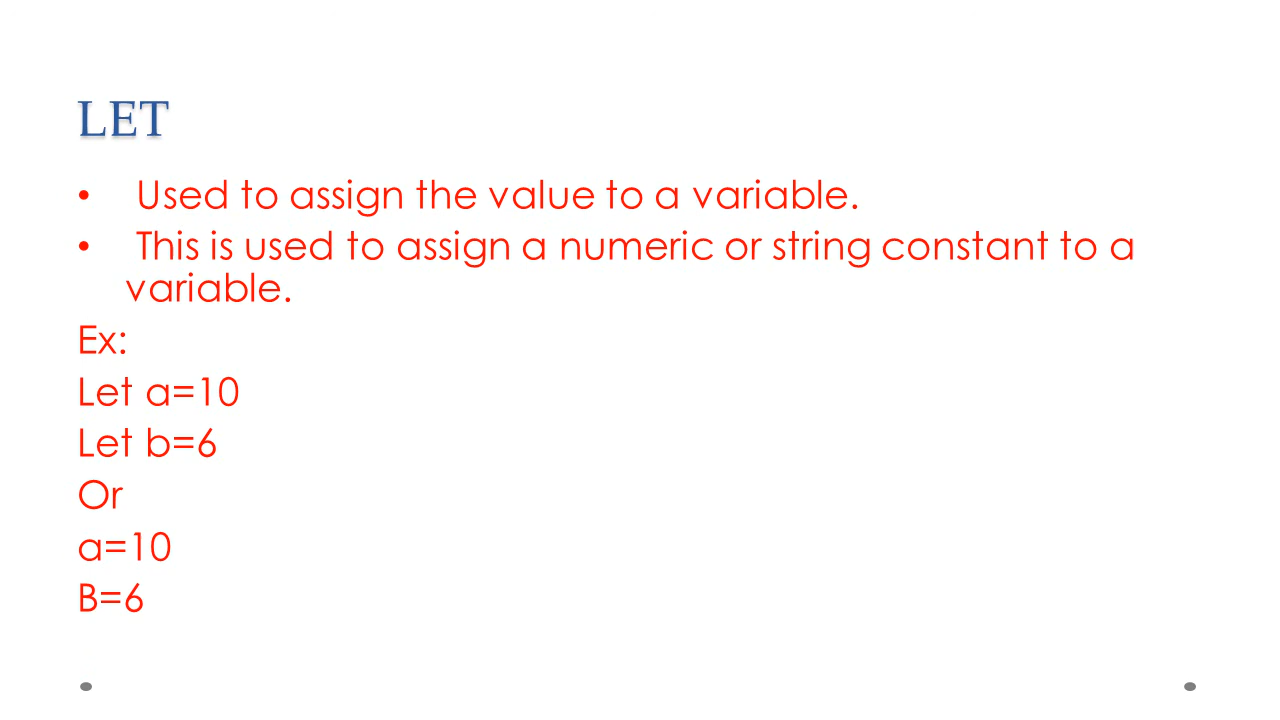 LET
• Used to assign the value to a variable.
• This is used to assign a numeric or string constant to a
variable.
Ex:
Let a=10
Let b=6
Or
a=10
B=6